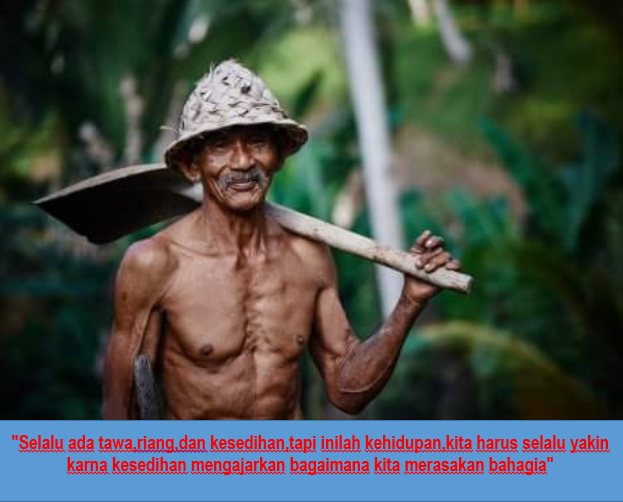 "Selalu ada tawa,riang,dan kesedihan,tapi inilah kehidupan,kita harus selalu yakin
karna kesedihan mengajarkan bagaimana kita merasakan bahagia"